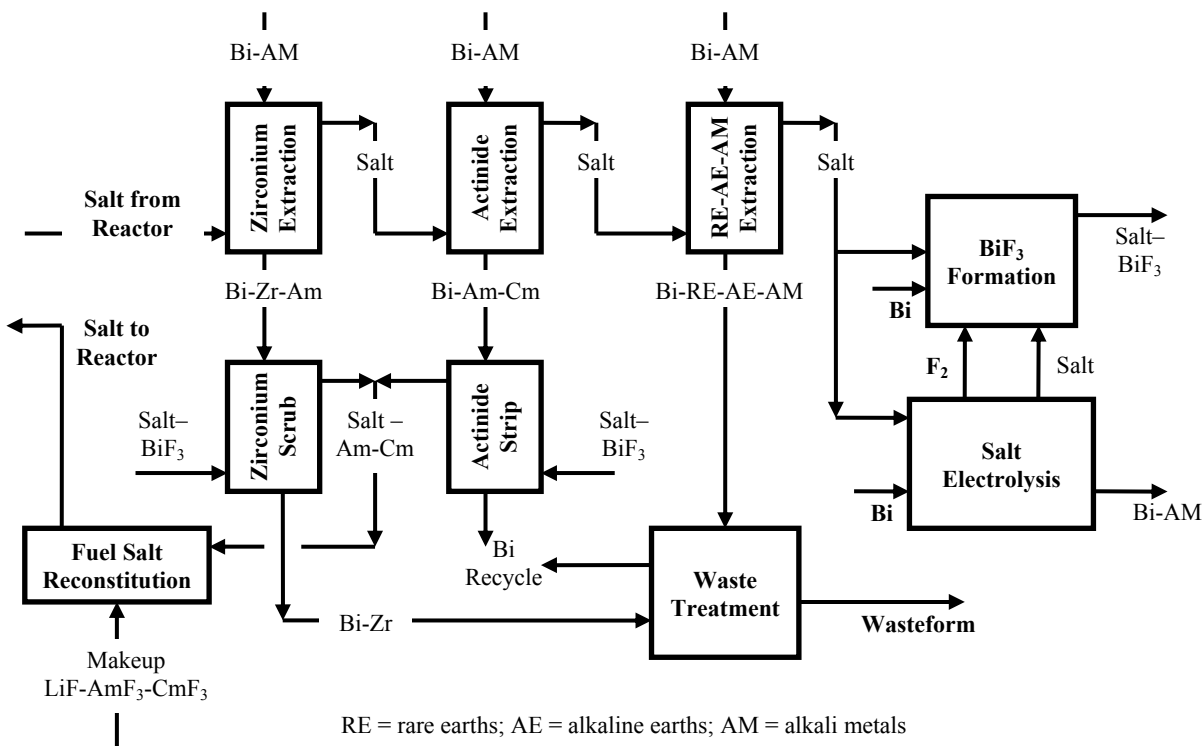 Bi-AM
Bi-AM
Bi-AM
Zirconium
Extraction
Salt
Actinide
Extraction
Salt
RE-AE-AM
Extraction
Salt
Salt from
Reactor
BiF₃
Formation
Salt–
BiF₃
Bi
Bi-Zr-Am
Bi-Am-Cm
Bi-RE-AE-AM
Salt to
Reactor
F₂
Salt
Zirconium
Scrub
Salt–
BiF₃
Salt –
Am-Cm
Actinide
Strip
Salt–
BiF₃
Salt
Electrolysis
Bi
Bi-AM
Fuel Salt
Reconstitution
Bi
Recycle
Waste
Treatment
Wasteform
Bi-Zr
Makeup
LiF-AmF₃-CmF₃
RE = rare earths; AE = alkaline earths; AM = alkali metals